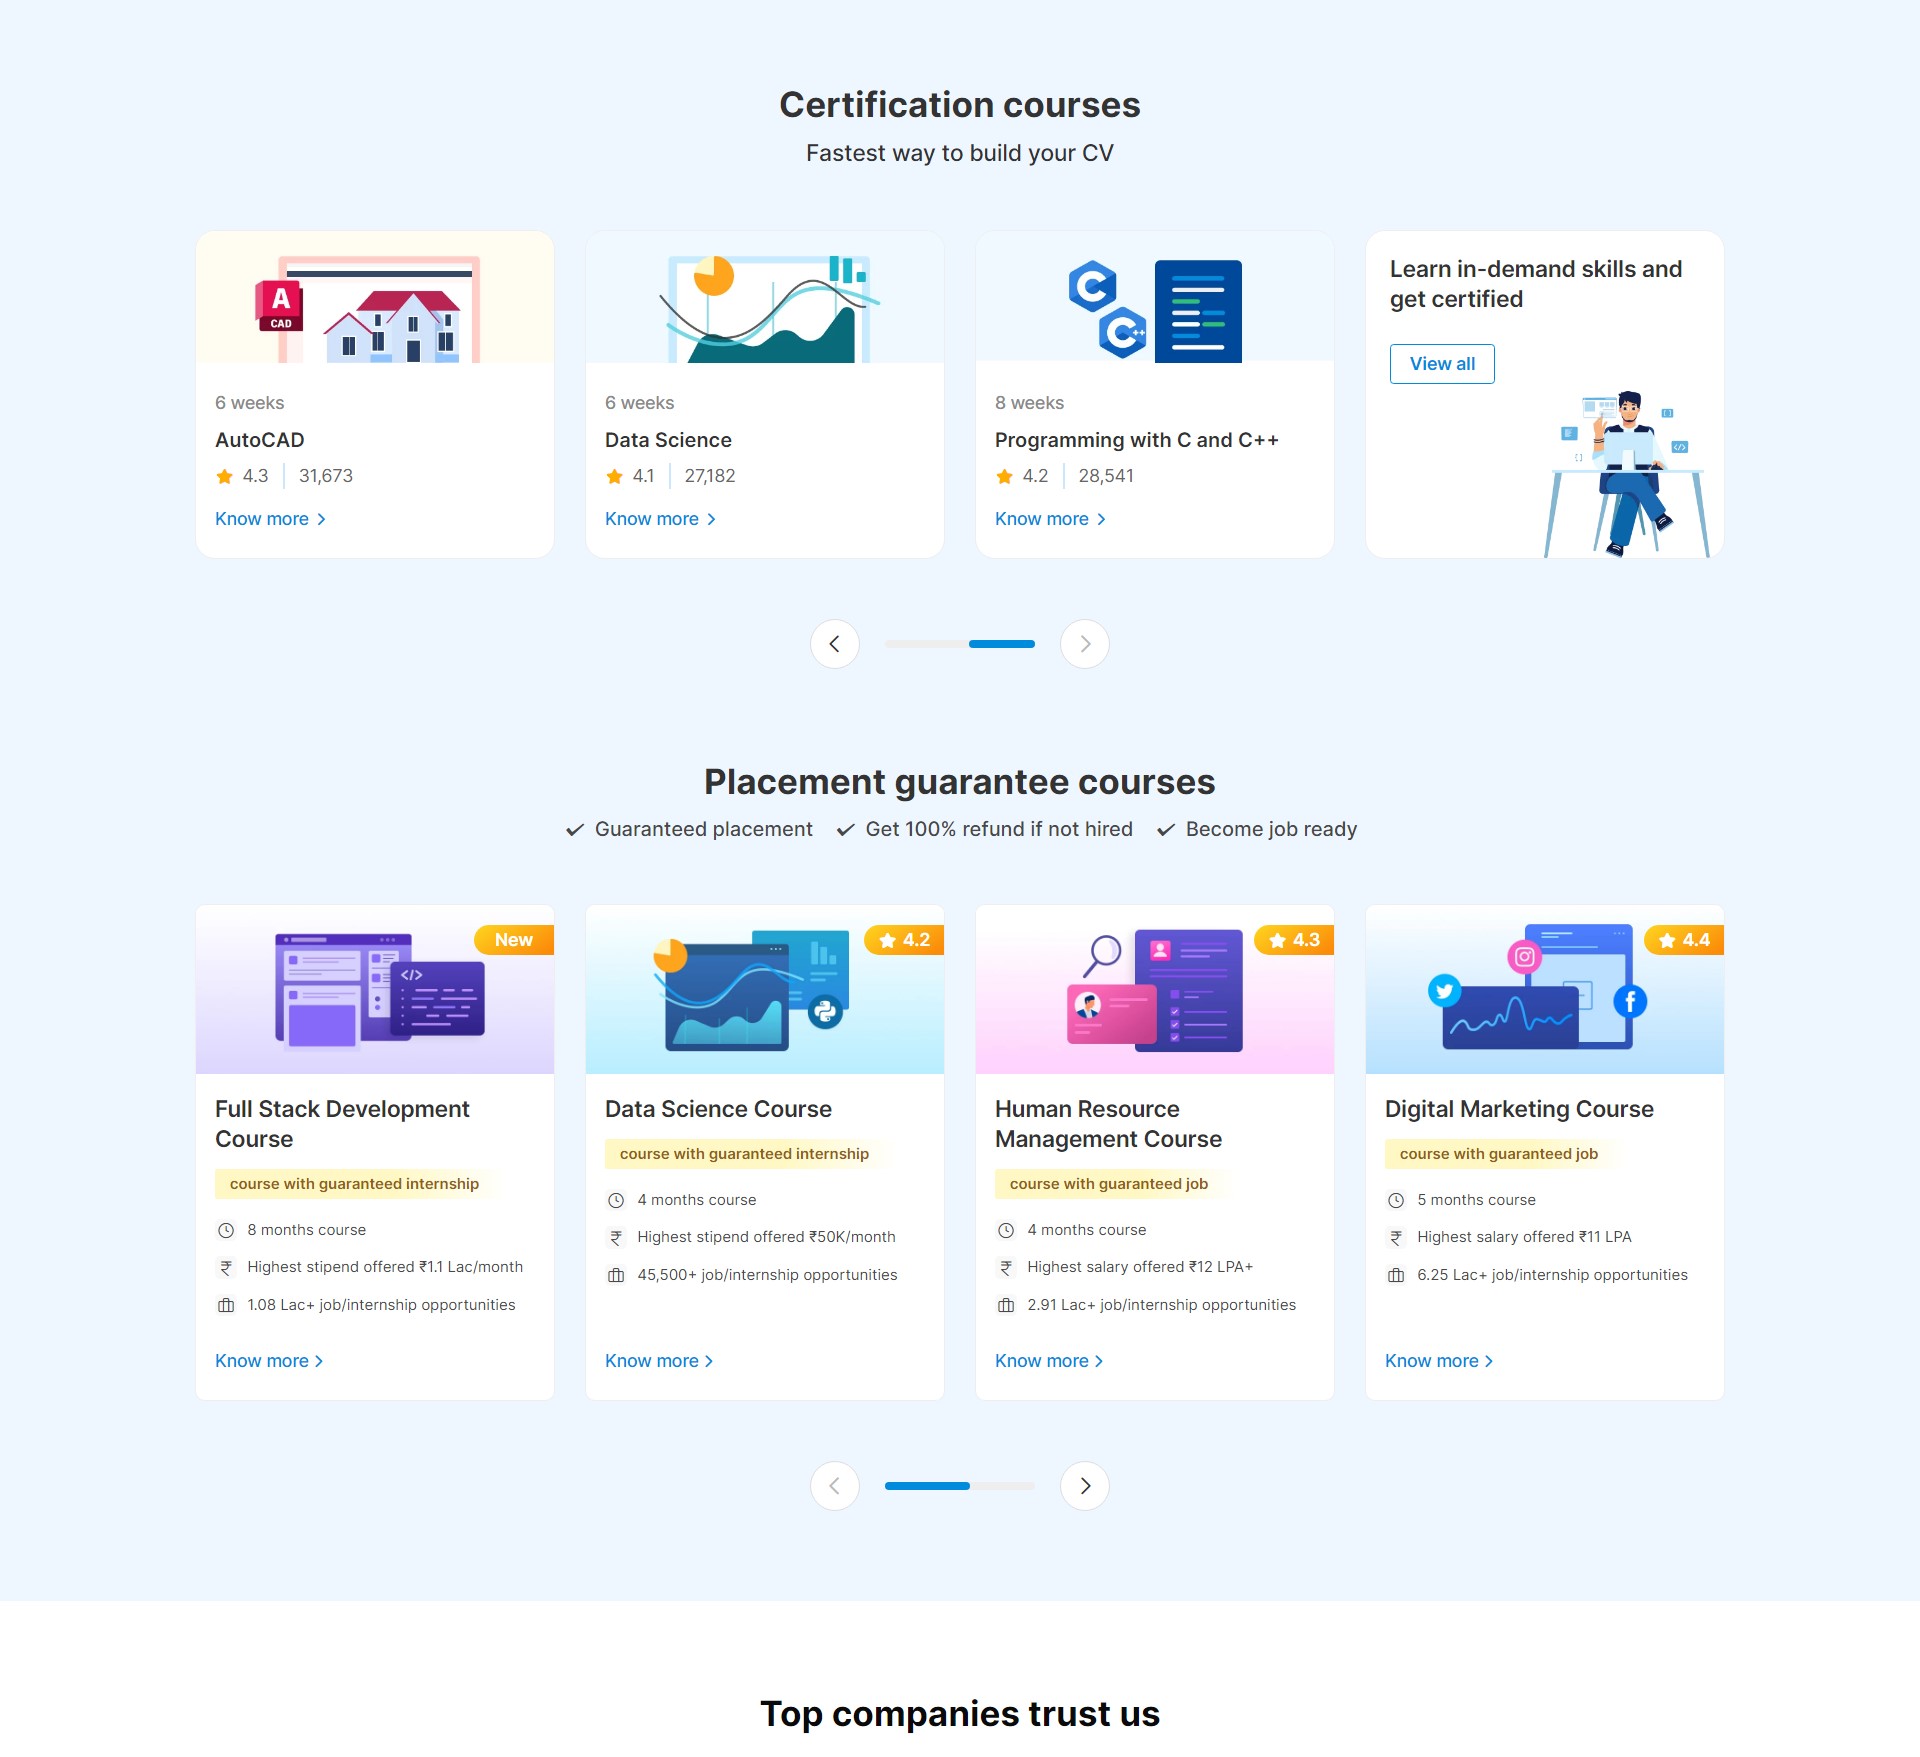 Certification courses
Fastest way to build your CV
A
CAD
6 weeks
AutoCAD
4.3
31,673
Know more
6 weeks
Data Science
4.1
27,182
Know more
C
C++
8 weeks
Programming with C and C++
4.2
28,541
Know more
Learn in-demand skills and
get certified
View all
Placement guarantee courses
Guaranteed placement
Get 100% refund if not hired
Become job ready
New
</>
Full Stack Development
Course
course with guaranteed internship
8 months course
Highest stipend offered ₹1.1 Lac/month
1.08 Lac+ job/internship opportunities
Know more
4.2
Data Science Course
course with guaranteed internship
4 months course
Highest stipend offered ₹50K/month
45,500+ job/internship opportunities
Know more
4.3
Human Resource
Management Course
course with guaranteed job
4 months course
Highest salary offered ₹12 LPA+
2.91 Lac+ job/internship opportunities
Know more
4.4
Digital Marketing Course
course with guaranteed job
5 months course
Highest salary offered ₹11 LPA
6.25 Lac+ job/internship opportunities
Know more
Top companies trust us